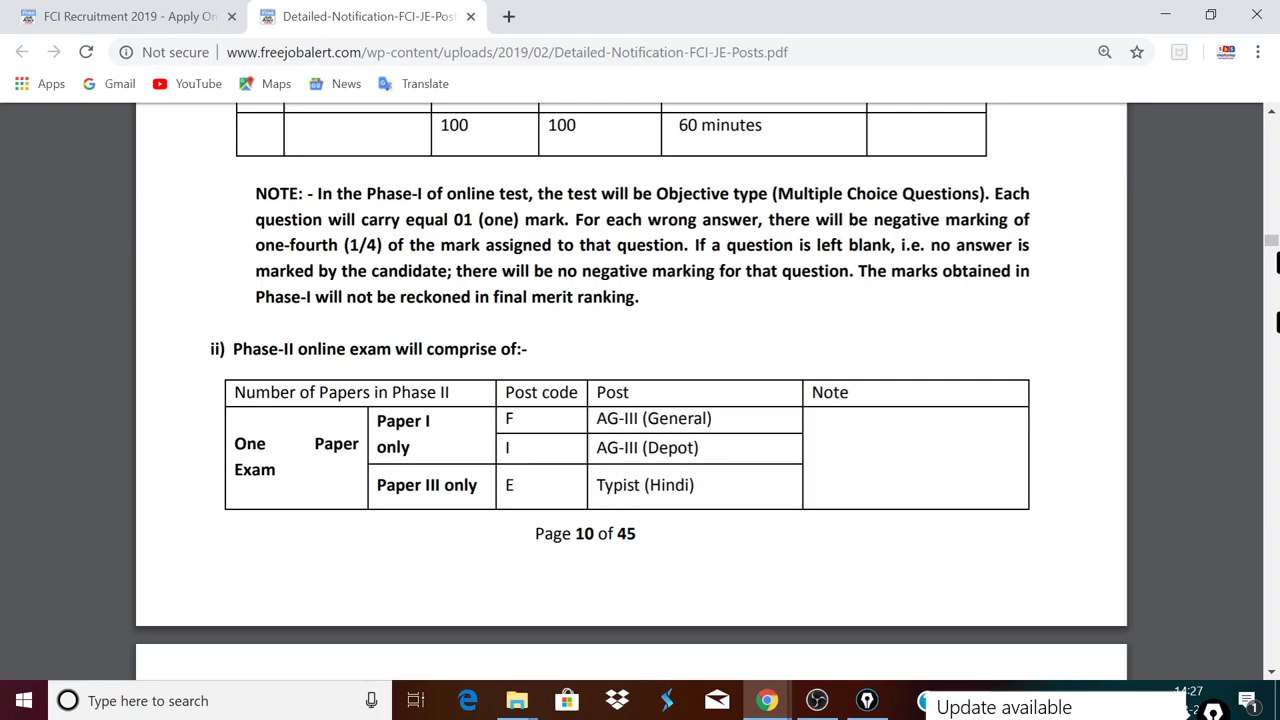 FCI Recruitment 2019 - Apply On
Detailed-Notification-FCI-JE-Post
Not secure
www.freejobalert.com/wp-content/uploads/2019/02/Detailed-Notification-FCI-JE-Posts.pdf
Apps Gmail YouTube Maps News Translate
100 100 60 minutes
NOTE: - In the Phase-I of online test, the test will be Objective type (Multiple Choice Questions). Each
question will carry equal 01 (one) mark. For each wrong answer, there will be negative marking of
one-fourth (1/4) of the mark assigned to that question. If a question is left blank, i.e. no answer is
marked by the candidate; there will be no negative marking for that question. The marks obtained in
Phase-I will not be reckoned in final merit ranking.
ii) Phase-II online exam will comprise of:-
Number of Papers in Phase II Post code Post Note
One Paper
Exam
Paper I
only
F AG-III (General)
I AG-III (Depot)
Paper III only E Typist (Hindi)
Page 10 of 45
Type here to search
14:27
Update available
1